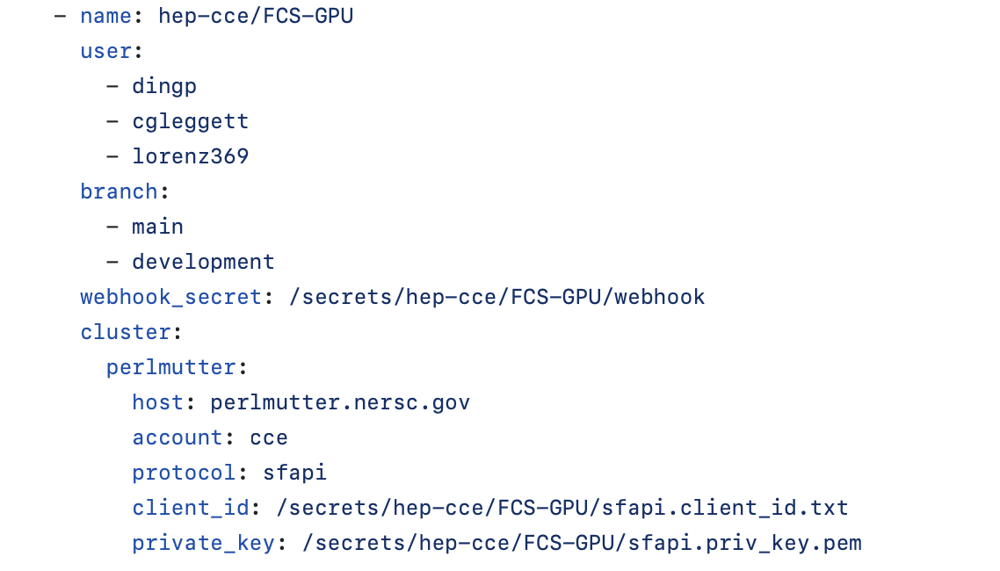 - name: hep-cce/FCS-GPU
  user:
    - dingp
    - cgleggett
    - lorenz369
  branch:
    - main
    - development
  webhook_secret: /secrets/hep-cce/FCS-GPU/webhook
  cluster:
    perlmutter:
      host: perlmutter.nersc.gov
      account: cce
      protocol: sfapi
      client_id: /secrets/hep-cce/FCS-GPU/sfapi.client_id.txt
      private_key: /secrets/hep-cce/FCS-GPU/sfapi.priv_key.pem